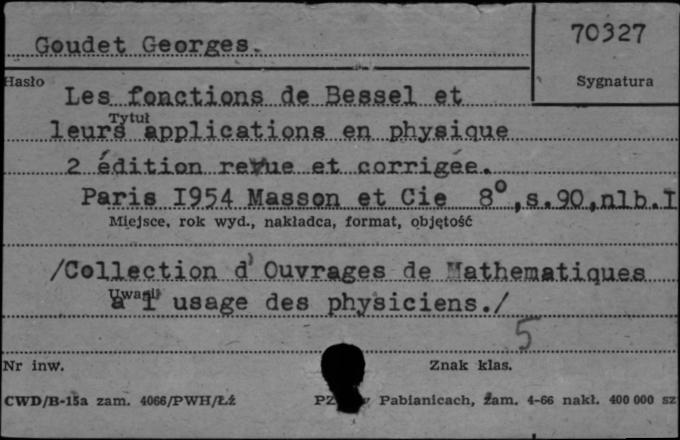 Goudet Georges.
70327
Hasło
Sygnatura
Les fonctions de Bessel et
Tytuł
leurs applications en physique
2 édition revue et corrigée.
Paris I954 Masson et Cie 8°,s.90,nlb.I
Miejsce, rok wyd., nakładca, format, objętość
/Collection d'Ouvrages de Mathematiques
Uwagi
a l'usage des physiciens./
5
Nr inw.
Znak klas.
CWD/B-15a zam. 4066/PWH/Łź
Pabianicach, zam. 4-66 nakł. 400 000 sz